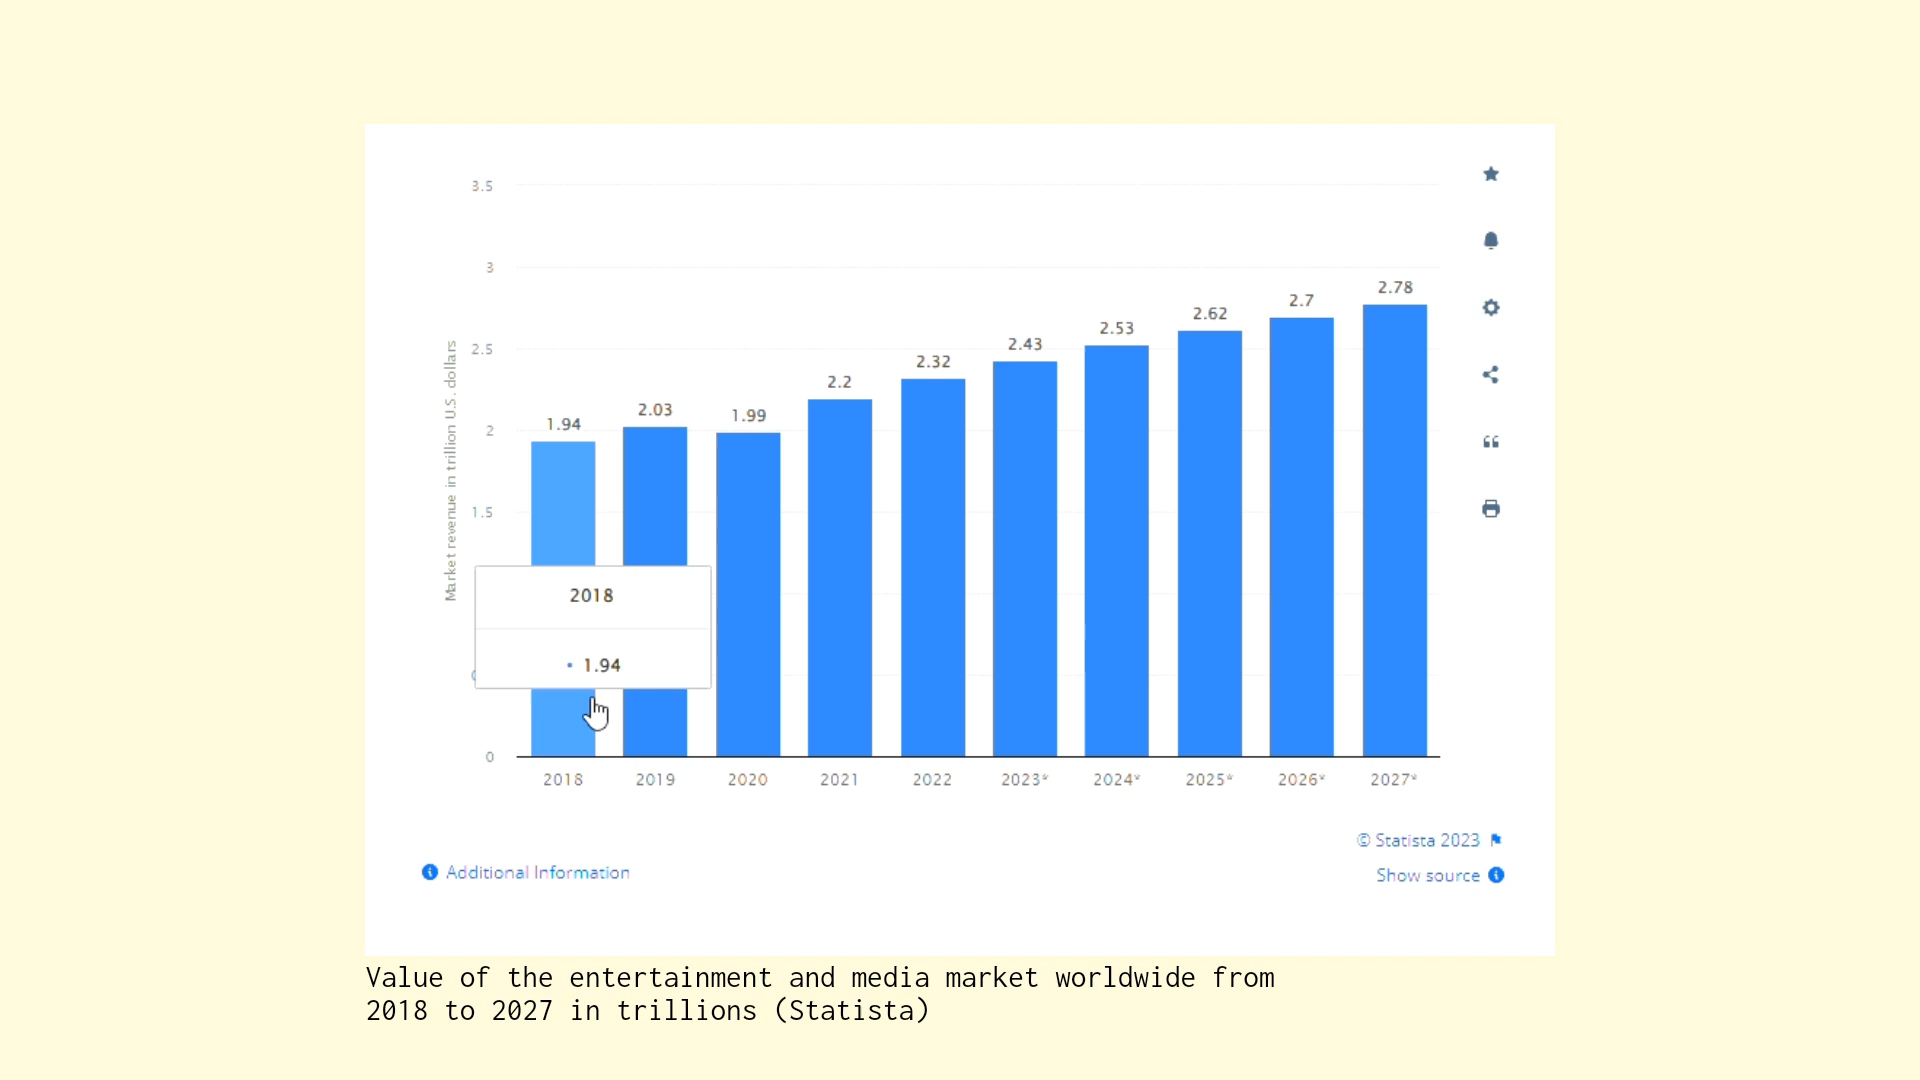 3.5
3
2.5
2
1.5
0
Market revenue in trillion U.S. dollars
1.94
2.03
1.99
2.2
2.32
2.43
2.53
2.62
2.7
2.78
2018
• 1.94
2018 2019 2020 2021 2022 2023* 2024* 2025* 2026* 2027*
© Statista 2023
Additional Information
Show source
Value of the entertainment and media market worldwide from
2018 to 2027 in trillions (Statista)